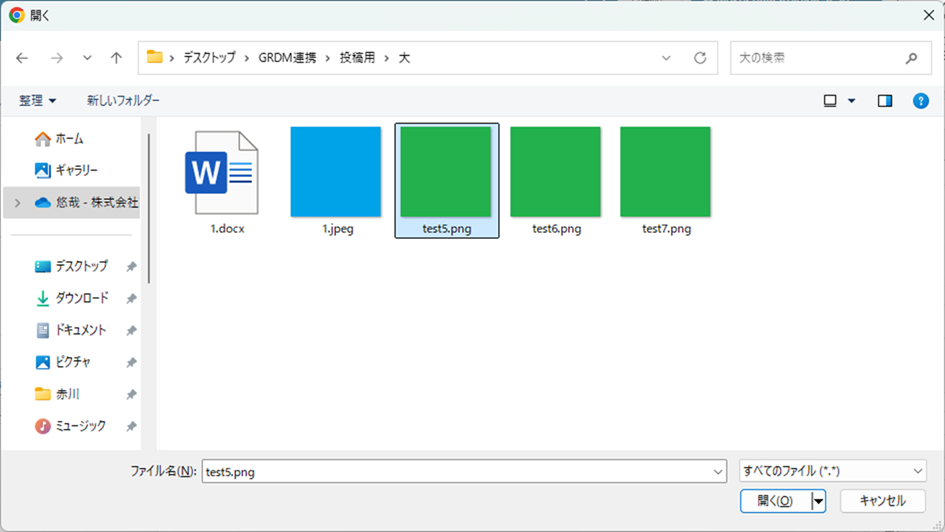 開く
デスクトップ › GRDM連携 › 投稿用 › 大
大の検索
整理
新しいフォルダー
ホーム
ギャラリー
悠哉 - 株式会社
デスクトップ
ダウンロード
ドキュメント
ピクチャ
赤川
ミュージック
W
1.docx
1.jpeg
test5.png
test6.png
test7.png
ファイル名(N):
test5.png
すべてのファイル (*.*)
開く(O)
キャンセル